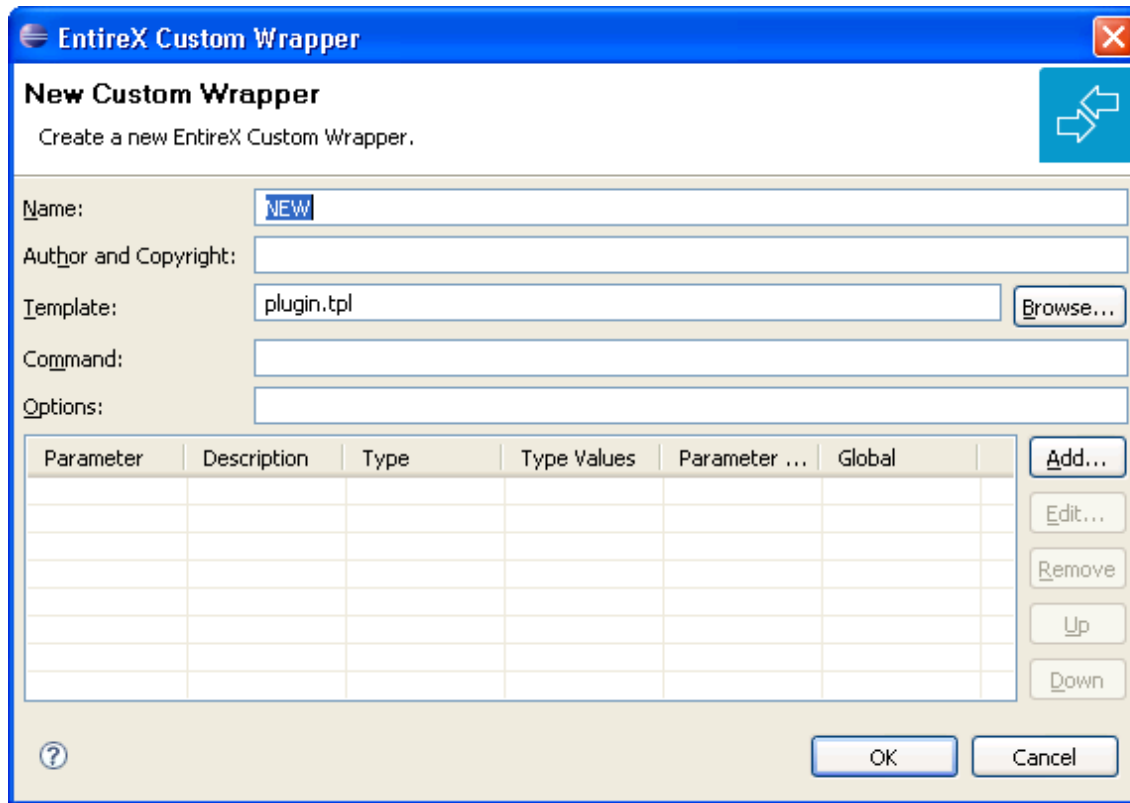 EntireX Custom Wrapper
New Custom Wrapper
Create a new EntireX Custom Wrapper.
Name: NEW
Author and Copyright:
Template: plugin.tpl Browse...
Command:
Options:
Parameter Description Type Type Values Parameter ... Global Add...
Edit...
Remove
Up
Down
? OK Cancel